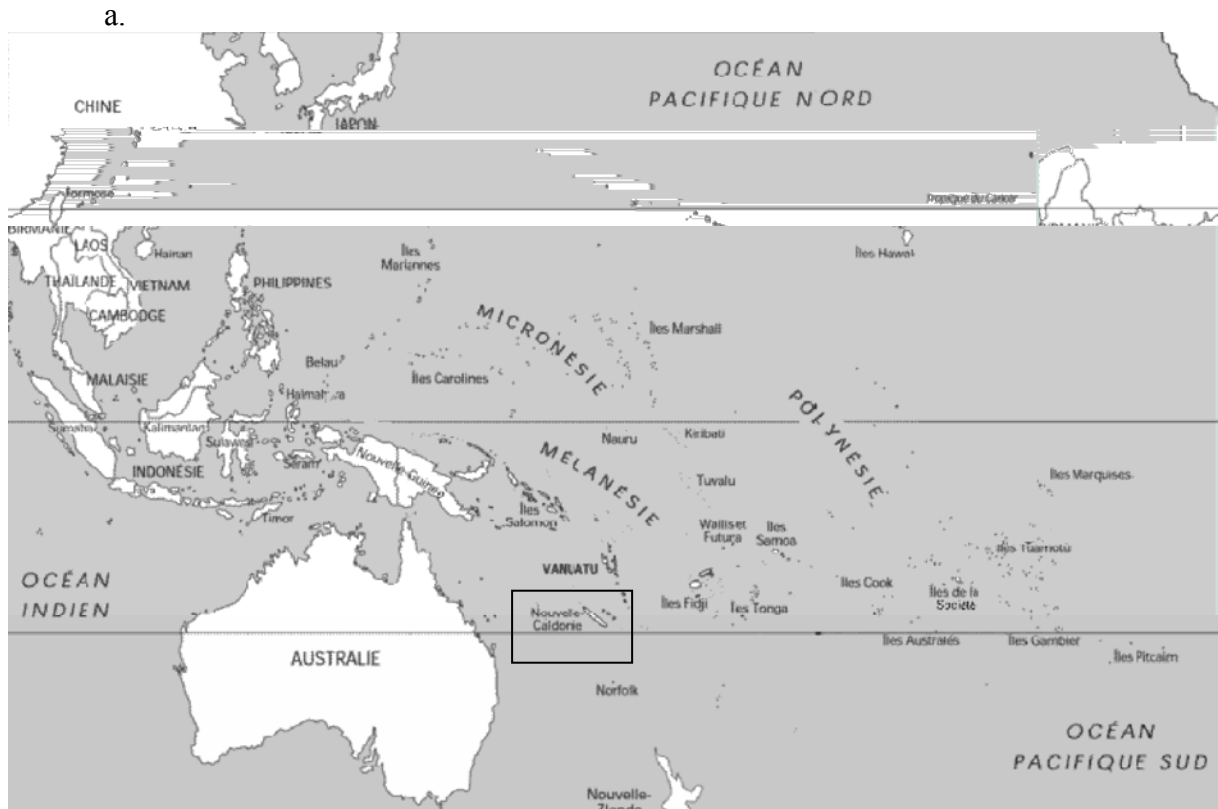 a.
OCÉAN
PACIFIQUE NORD
CHINE
JAPON
Formose
Tropique du Cancer
BIRMANIE
LAOS
Hainan
Îles
Mariannes
Îles Hawaï
THAÏLANDE
VIETNAM
PHILIPPINES
CAMBODGE
MICRONÉSIE
Îles Marshall
Belau
MALAISIE
Îles Carolines
Halmahera
POLYNÉSIE
Sumatra
Kalimantan
Sulawesi
Nauru
Kiribati
INDONÉSIE
Seram
Nouvelle-Guinée
MÉLANÉSIE
Tuvalu
Îles Marquises
Timor
Îles
Salomon
Wallis et
Futuna
Îles
Samoa
Îles Tuamotu
OCÉAN
INDIEN
VANUATU
Îles Cook
Îles de la
Société
Nouvelle-
Caldonie
Îles Fidji
Îles Tonga
Îles Australes
Îles Gambier
Îles Pitcairn
AUSTRALIE
Norfolk
OCÉAN
PACIFIQUE SUD
Nouvelle-